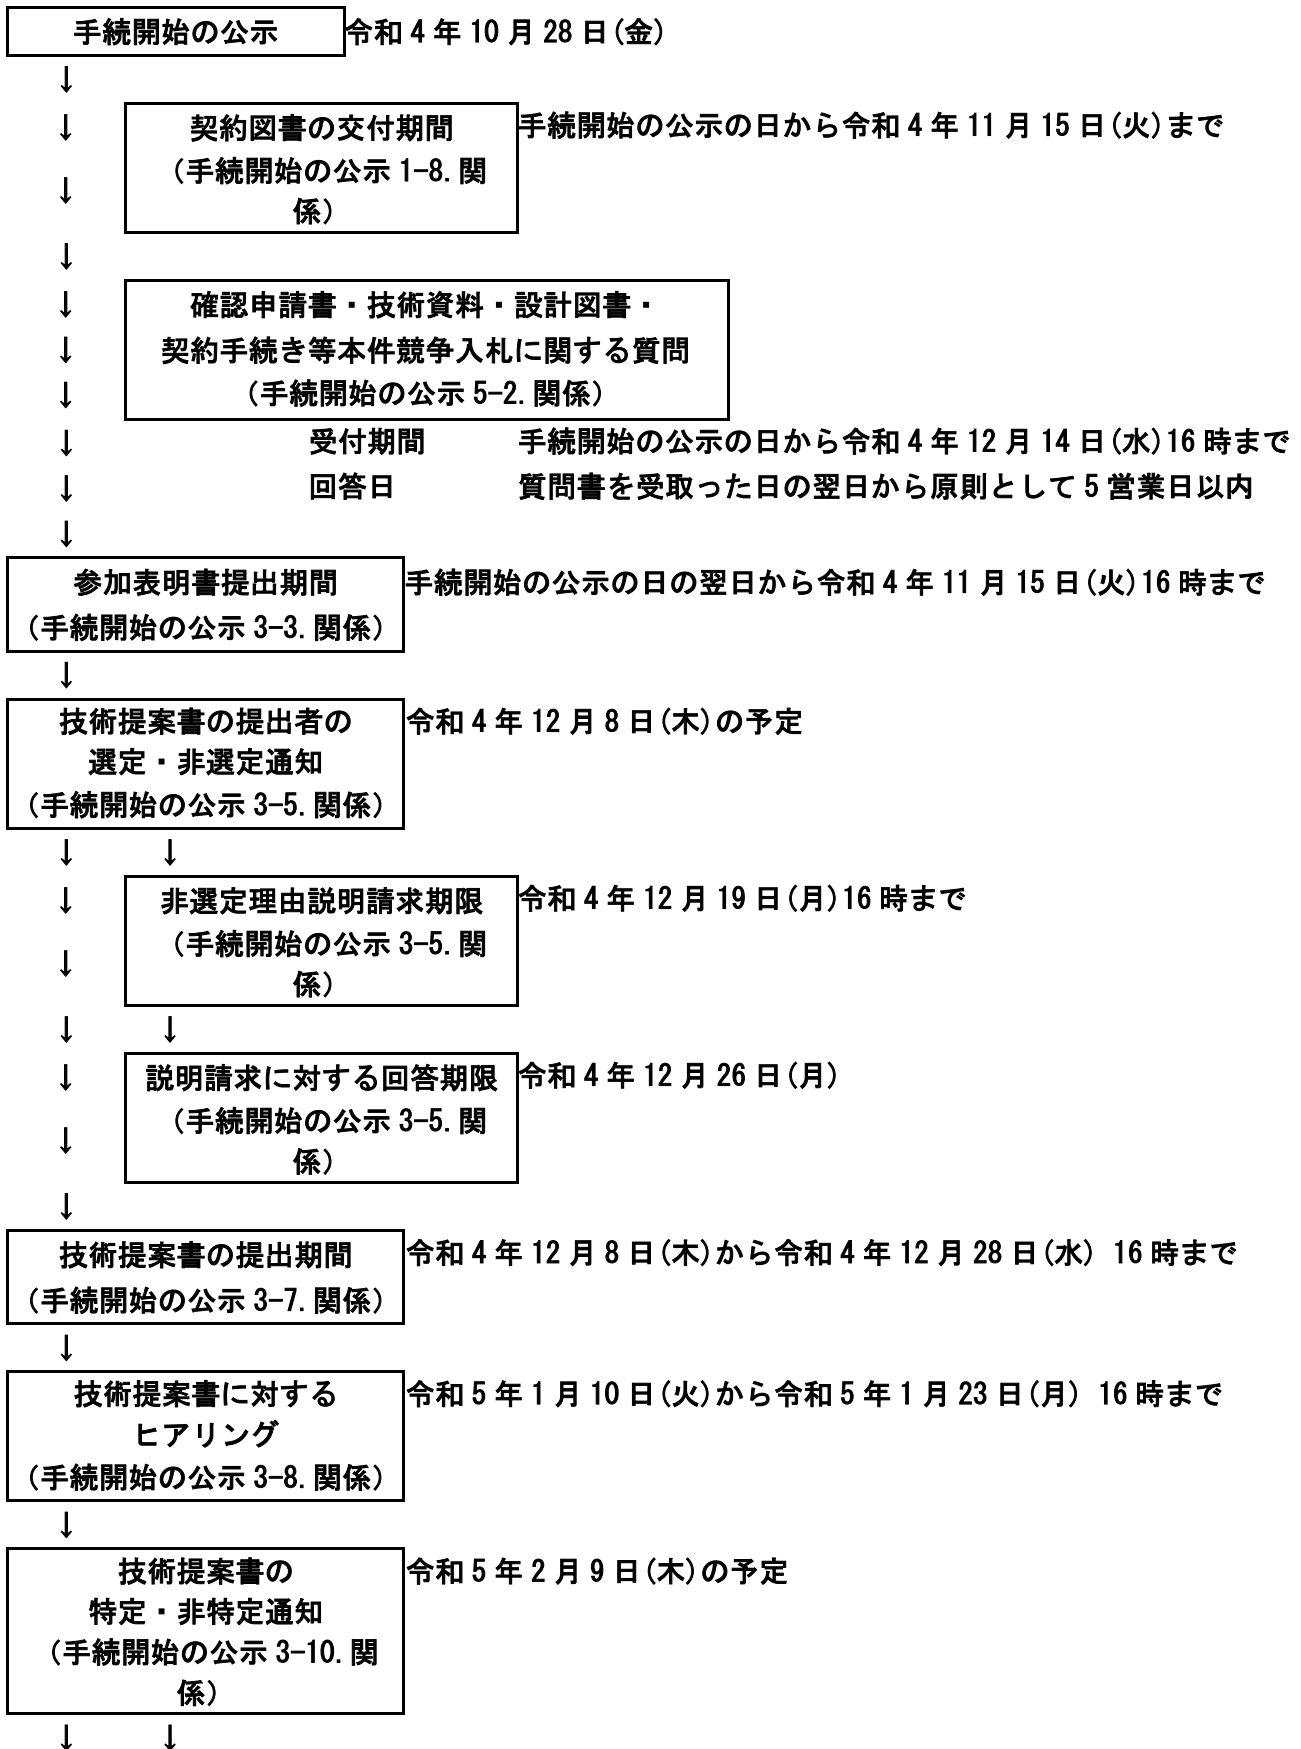 手続開始の公示 令和4年10月28日(金)
↓
↓ 契約図書の交付期間 手続開始の公示の日から令和4年11月15日(火)まで
(手続開始の公示1-8.関
↓
係)
↓
↓ 確認申請書・技術資料・設計図書・
↓ 契約手続き等本件競争入札に関する質問
↓ (手続開始の公示5-2.関係)
↓ 受付期間 手続開始の公示の日から令和4年12月14日(水)16時まで
↓ 回答日 質問書を受取った日の翌日から原則として5営業日以内
↓
参加表明書提出期間 手続開始の公示の日の翌日から令和4年11月15日(火)16時まで
(手続開始の公示3-3.関係)
↓
技術提案書の提出者の 令和4年12月8日(木)の予定
選定・非選定通知
(手続開始の公示3-5.関係)
↓ ↓
↓ 非選定理由説明請求期限 令和4年12月19日(月)16時まで
(手続開始の公示3-5.関
↓
係)
↓ ↓
↓ 説明請求に対する回答期限 令和4年12月26日(月)
(手続開始の公示3-5.関
↓
係)
↓
技術提案書の提出期間 令和4年12月8日(木)から令和4年12月28日(水) 16時まで
(手続開始の公示3-7.関係)
↓
技術提案書に対する 令和5年1月10日(火)から令和5年1月23日(月) 16時まで
ヒアリング
(手続開始の公示3-8.関係)
↓
技術提案書の 令和5年2月9日(木)の予定
特定・非特定通知
(手続開始の公示3-10.関
係)
↓ ↓